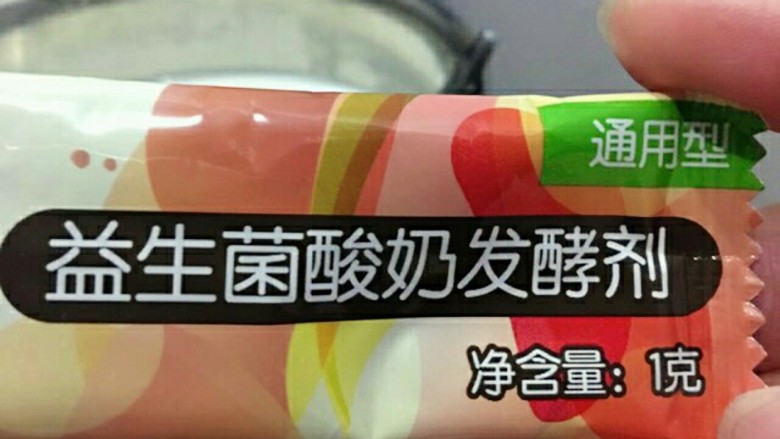 通用型
益生菌酸奶发酵剂
净含量：1克